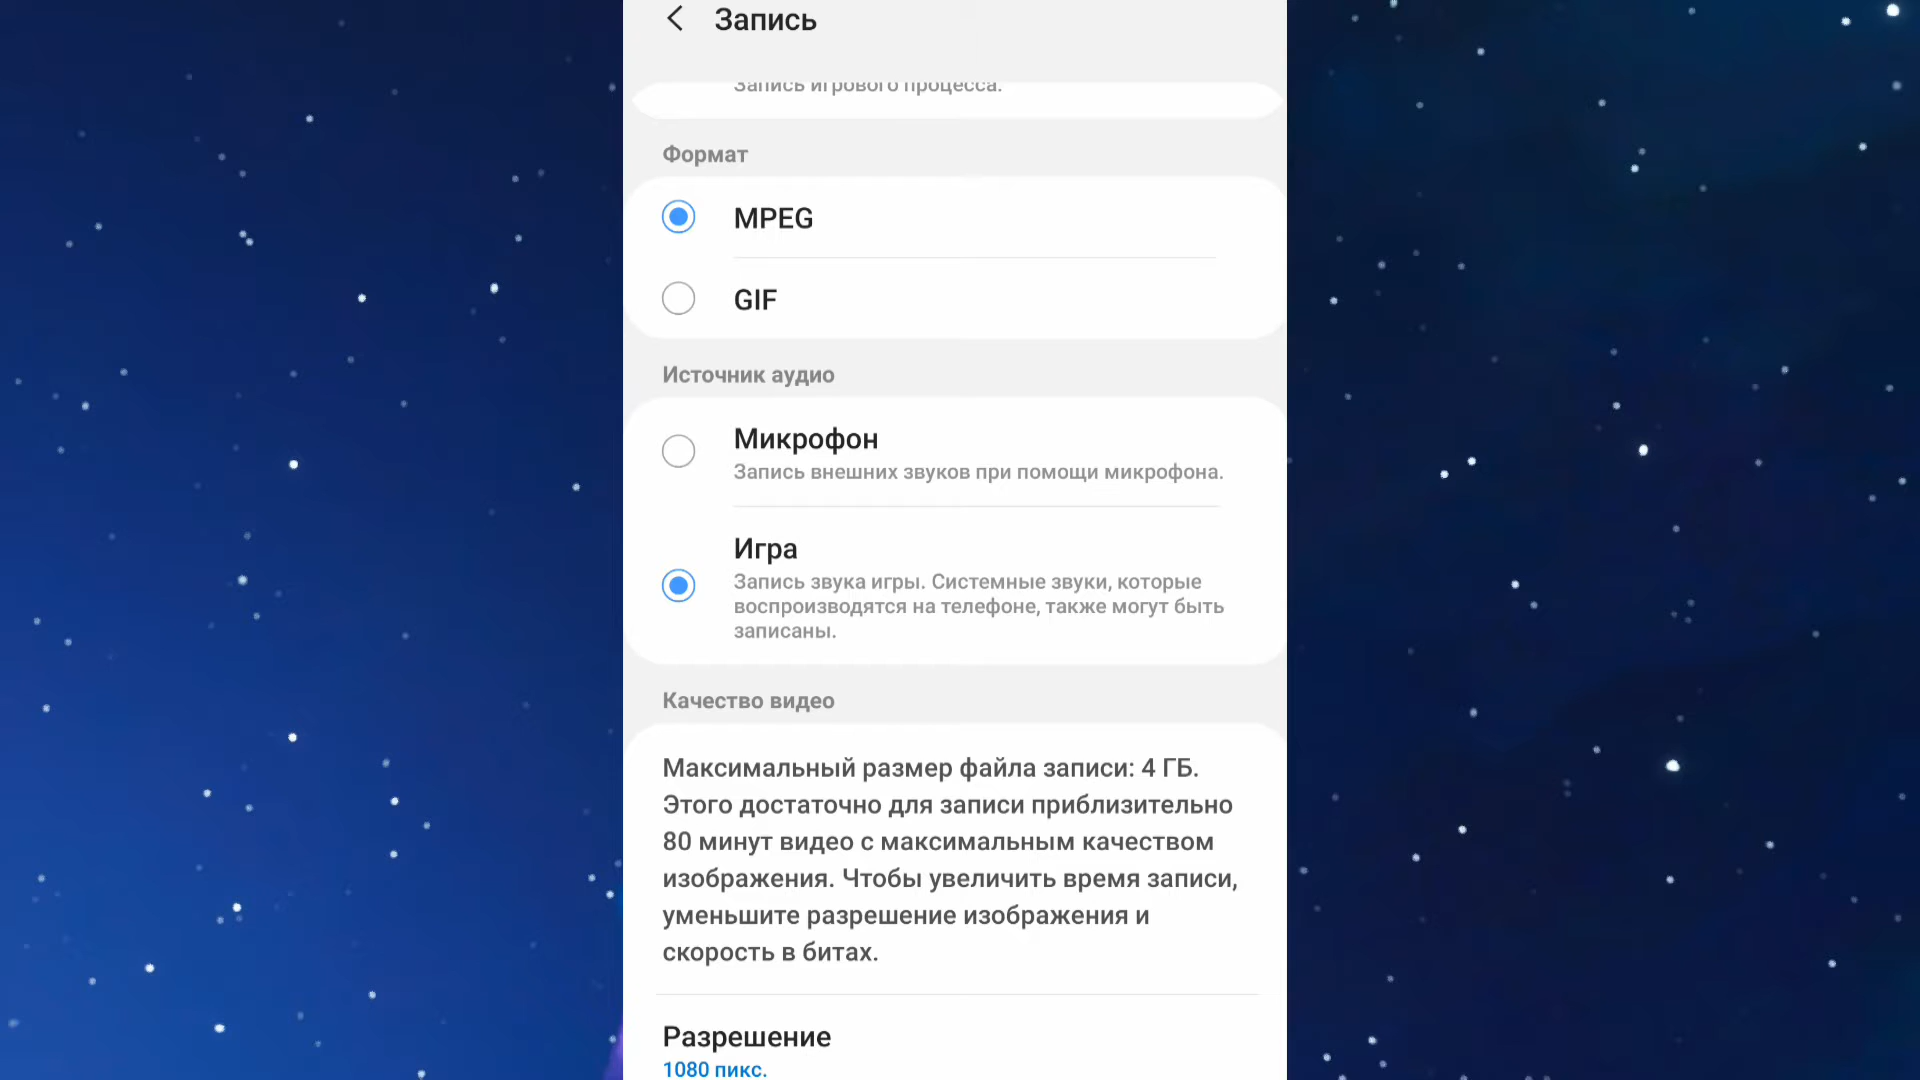 Запись
Запись игрового процесса.
Формат
MPEG
GIF
Источник аудио
Микрофон
Запись внешних звуков при помощи микрофона.
Игра
Запись звука игры. Системные звуки, которые
воспроизводятся на телефоне, также могут быть
записаны.
Качество видео
Максимальный размер файла записи: 4 ГБ.
Этого достаточно для записи приблизительно
80 минут видео с максимальным качеством
изображения. Чтобы увеличить время записи,
уменьшите разрешение изображения и
скорость в битах.
Разрешение
1080 пикс.